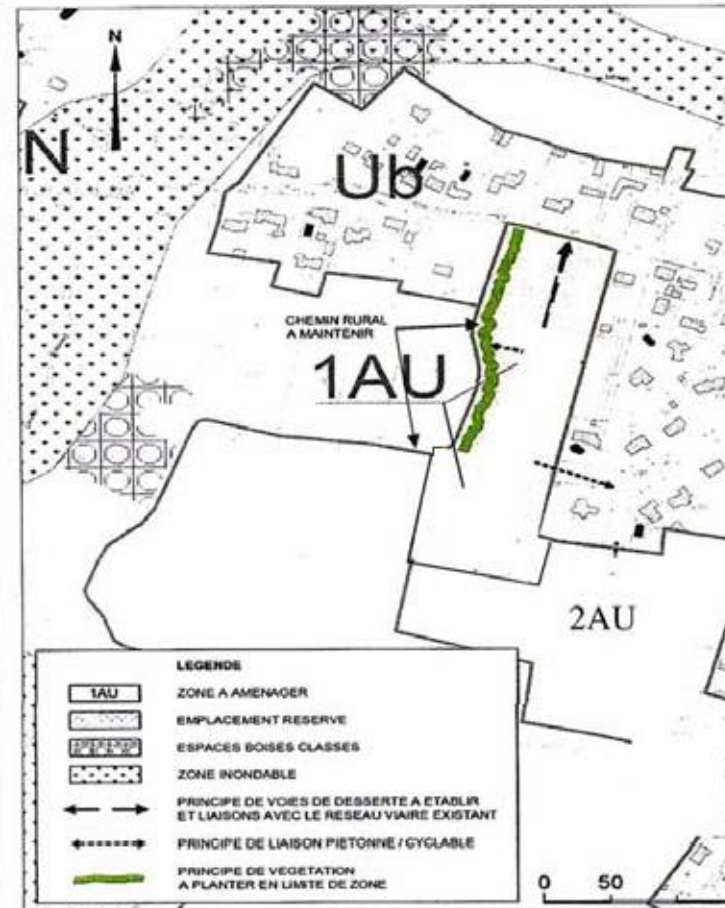 N
N
Ub
CHEMIN RURAL
A MAINTENIR
1AU
2AU
LEGENDE
1AU ZONE A AMENAGER
EMPLACEMENT RESERVE
ESPACES BOISES CLASSES
ZONE INONDABLE
PRINCIPE DE VOIES DE DESSERTE A ETABLIR
ET LIAISONS AVEC LE RESEAU VIAIRE EXISTANT
PRINCIPE DE LIAISON PIETONNE / CYCLABLE
PRINCIPE DE VEGETATION
A PLANTER EN LIMITE DE ZONE
0 50